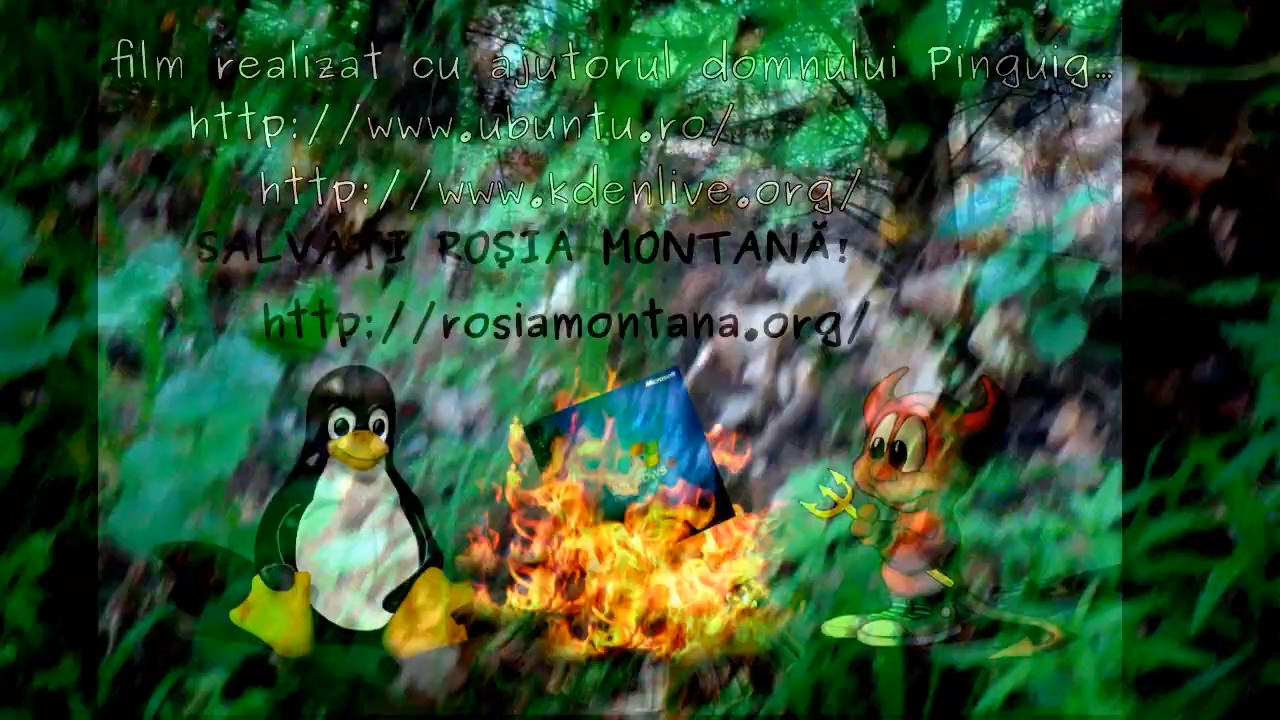 film realizat cu ajutorul domnului Pinguig...
http://www.ubuntu.ro/
http://www.kdenlive.org/
SALVAȚI ROȘIA MONTANĂ!
http://rosiamontana.org/
Microsoft